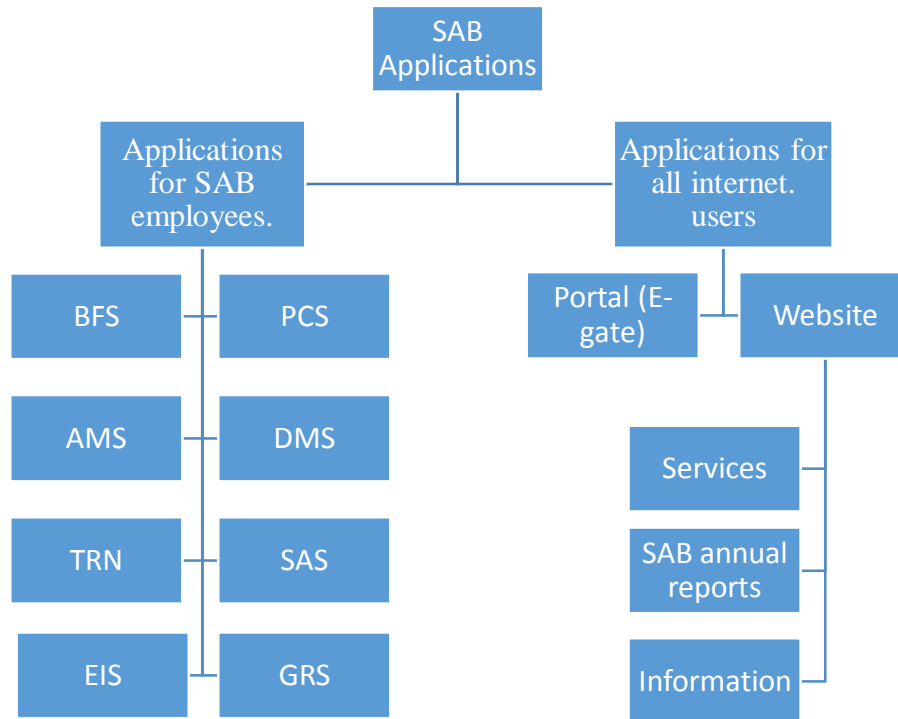 SAB
Applications
Applications
for SAB
employees.
Applications for
all internet.
users
BFS
PCS
Portal (E-
gate)
Website
AMS
DMS
Services
TRN
SAS
SAB annual
reports
EIS
GRS
Information